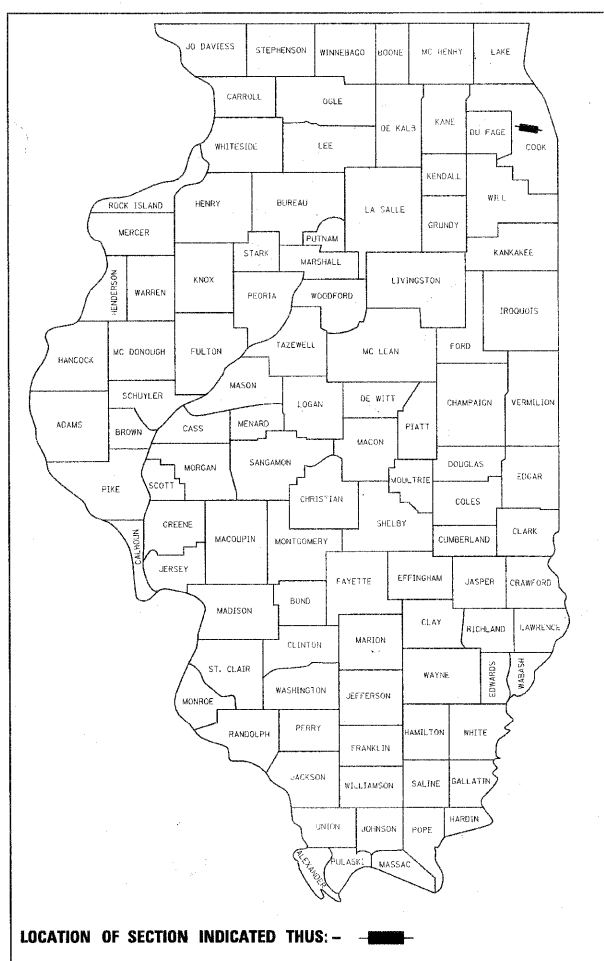 JO DAVIESS STEPHENSON WINNEBAGO BOONE MC HENRY LAKE
CARROLL OGLE
DE KALB KANE DU PAGE COOK
WHITESIDE LEE
KENDALL
WILL
ROCK ISLAND HENRY BUREAU LA SALLE
GRUNDY
MERCER
PUTNAM
STARK KANKAKEE
MARSHALL
HENDERSON WARREN KNOX LIVINGSTON
PEORIA WOODFORD
IROQUOIS
TAZEWELL FORD
HANCOCK MC DONOUGH FULTON MC LEAN
MASON
SCHUYLER LOGAN DE WITT CHAMPAIGN VERMILION
ADAMS BROWN CASS MENARD PIATT
MACON
MORGAN SANGAMON DOUGLAS
PIKE SCOTT MOULTRIE EDGAR
CHRISTIAN COLES
GREENE SHELBY
CALHOUN MACOUPIN MONTGOMERY CUMBERLAND CLARK
JERSEY
FAYETTE EFFINGHAM JASPER CRAWFORD
MADISON BOND
CLAY RICHLAND LAWRENCE
CLINTON MARION
ST. CLAIR WAYNE EDWARDS WABASH
WASHINGTON JEFFERSON
MONROE
RANDOLPH PERRY HAMILTON WHITE
FRANKLIN
JACKSON WILLIAMSON SALINE GALLATIN
HARDIN
UNION JOHNSON POPE
ALEXANDER PULASKI MASSAC
LOCATION OF SECTION INDICATED THUS: -